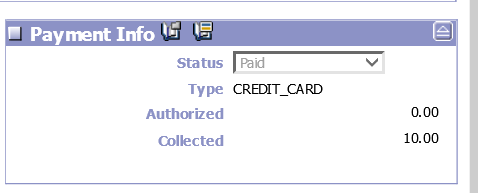 Payment Info
Status Paid
Type CREDIT_CARD
Authorized 0.00
Collected 10.00